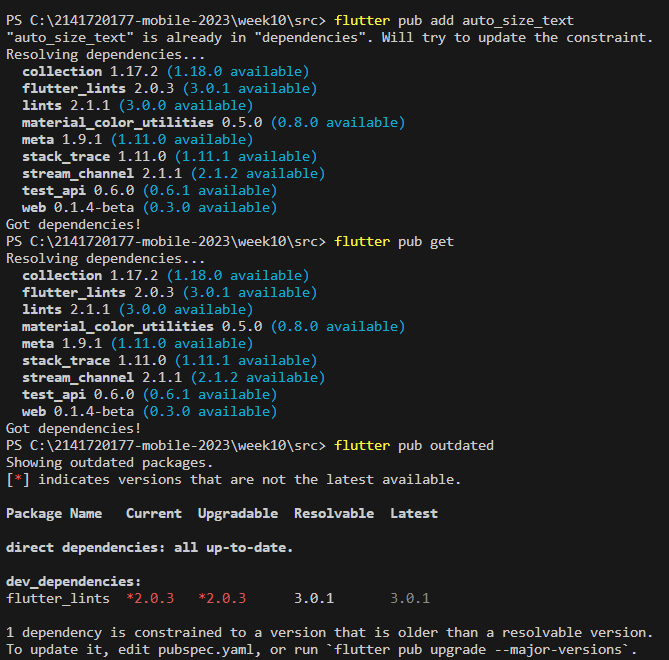 PS C:\2141720177-mobile-2023\week10\src> flutter pub add auto_size_text
"auto_size_text" is already in "dependencies". Will try to update the constraint.
Resolving dependencies...
  collection 1.17.2 (1.18.0 available)
  flutter_lints 2.0.3 (3.0.1 available)
  lints 2.1.1 (3.0.0 available)
  material_color_utilities 0.5.0 (0.8.0 available)
  meta 1.9.1 (1.11.0 available)
  stack_trace 1.11.0 (1.11.1 available)
  stream_channel 2.1.1 (2.1.2 available)
  test_api 0.6.0 (0.6.1 available)
  web 0.1.4-beta (0.3.0 available)
Got dependencies!
PS C:\2141720177-mobile-2023\week10\src> flutter pub get
Resolving dependencies...
  collection 1.17.2 (1.18.0 available)
  flutter_lints 2.0.3 (3.0.1 available)
  lints 2.1.1 (3.0.0 available)
  material_color_utilities 0.5.0 (0.8.0 available)
  meta 1.9.1 (1.11.0 available)
  stack_trace 1.11.0 (1.11.1 available)
  stream_channel 2.1.1 (2.1.2 available)
  test_api 0.6.0 (0.6.1 available)
  web 0.1.4-beta (0.3.0 available)
Got dependencies!
PS C:\2141720177-mobile-2023\week10\src> flutter pub outdated
Showing outdated packages.
[*] indicates versions that are not the latest available.

Package Name   Current  Upgradable  Resolvable  Latest

direct dependencies: all up-to-date.

dev_dependencies:
flutter_lints  *2.0.3   *2.0.3      3.0.1       3.0.1

1 dependency is constrained to a version that is older than a resolvable version.
To update it, edit pubspec.yaml, or run `flutter pub upgrade --major-versions`.